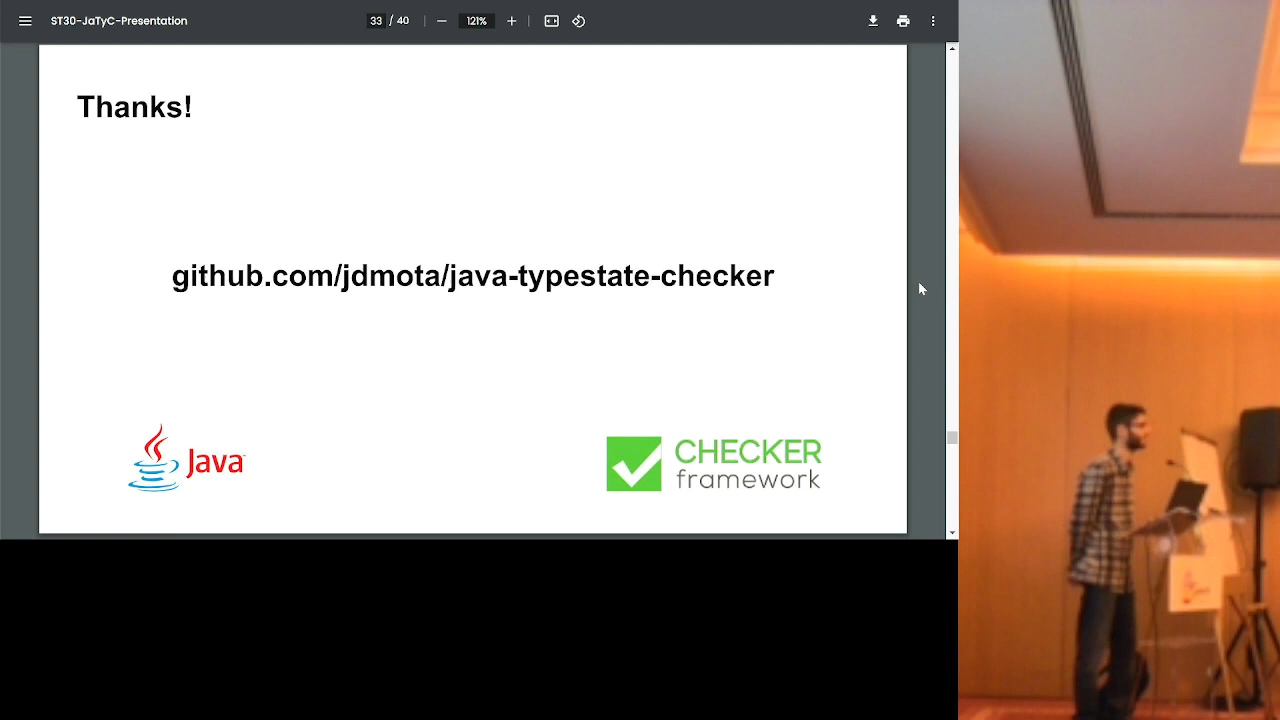 ST30-JaTyC-Presentation
33 / 40
121%
Thanks!
github.com/jdmota/java-typestate-checker
Java
CHECKER
framework